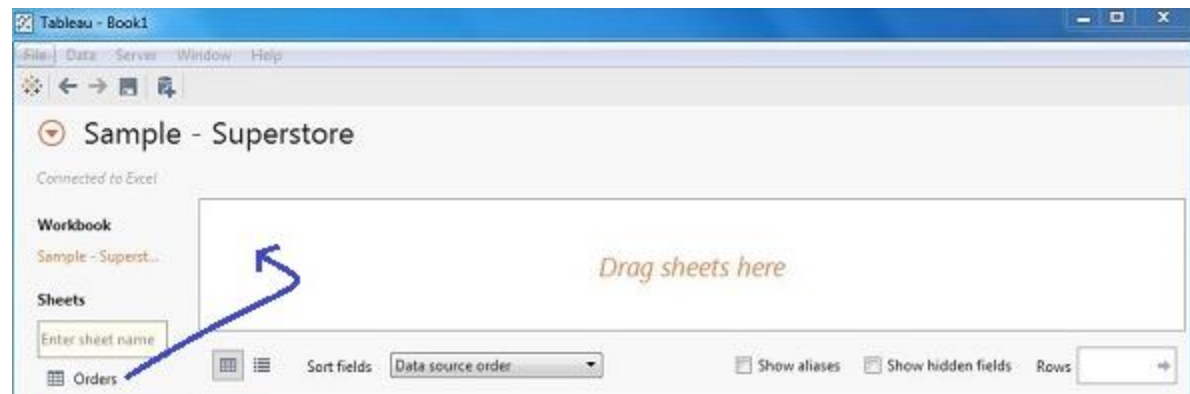 Tableau - Book1
File Data Server Window Help
Sample - Superstore
Connected to Excel
Workbook
Sample - Superst...
Drag sheets here
Sheets
Enter sheet name
Orders
Sort fields Data source order Show aliases Show hidden fields Rows